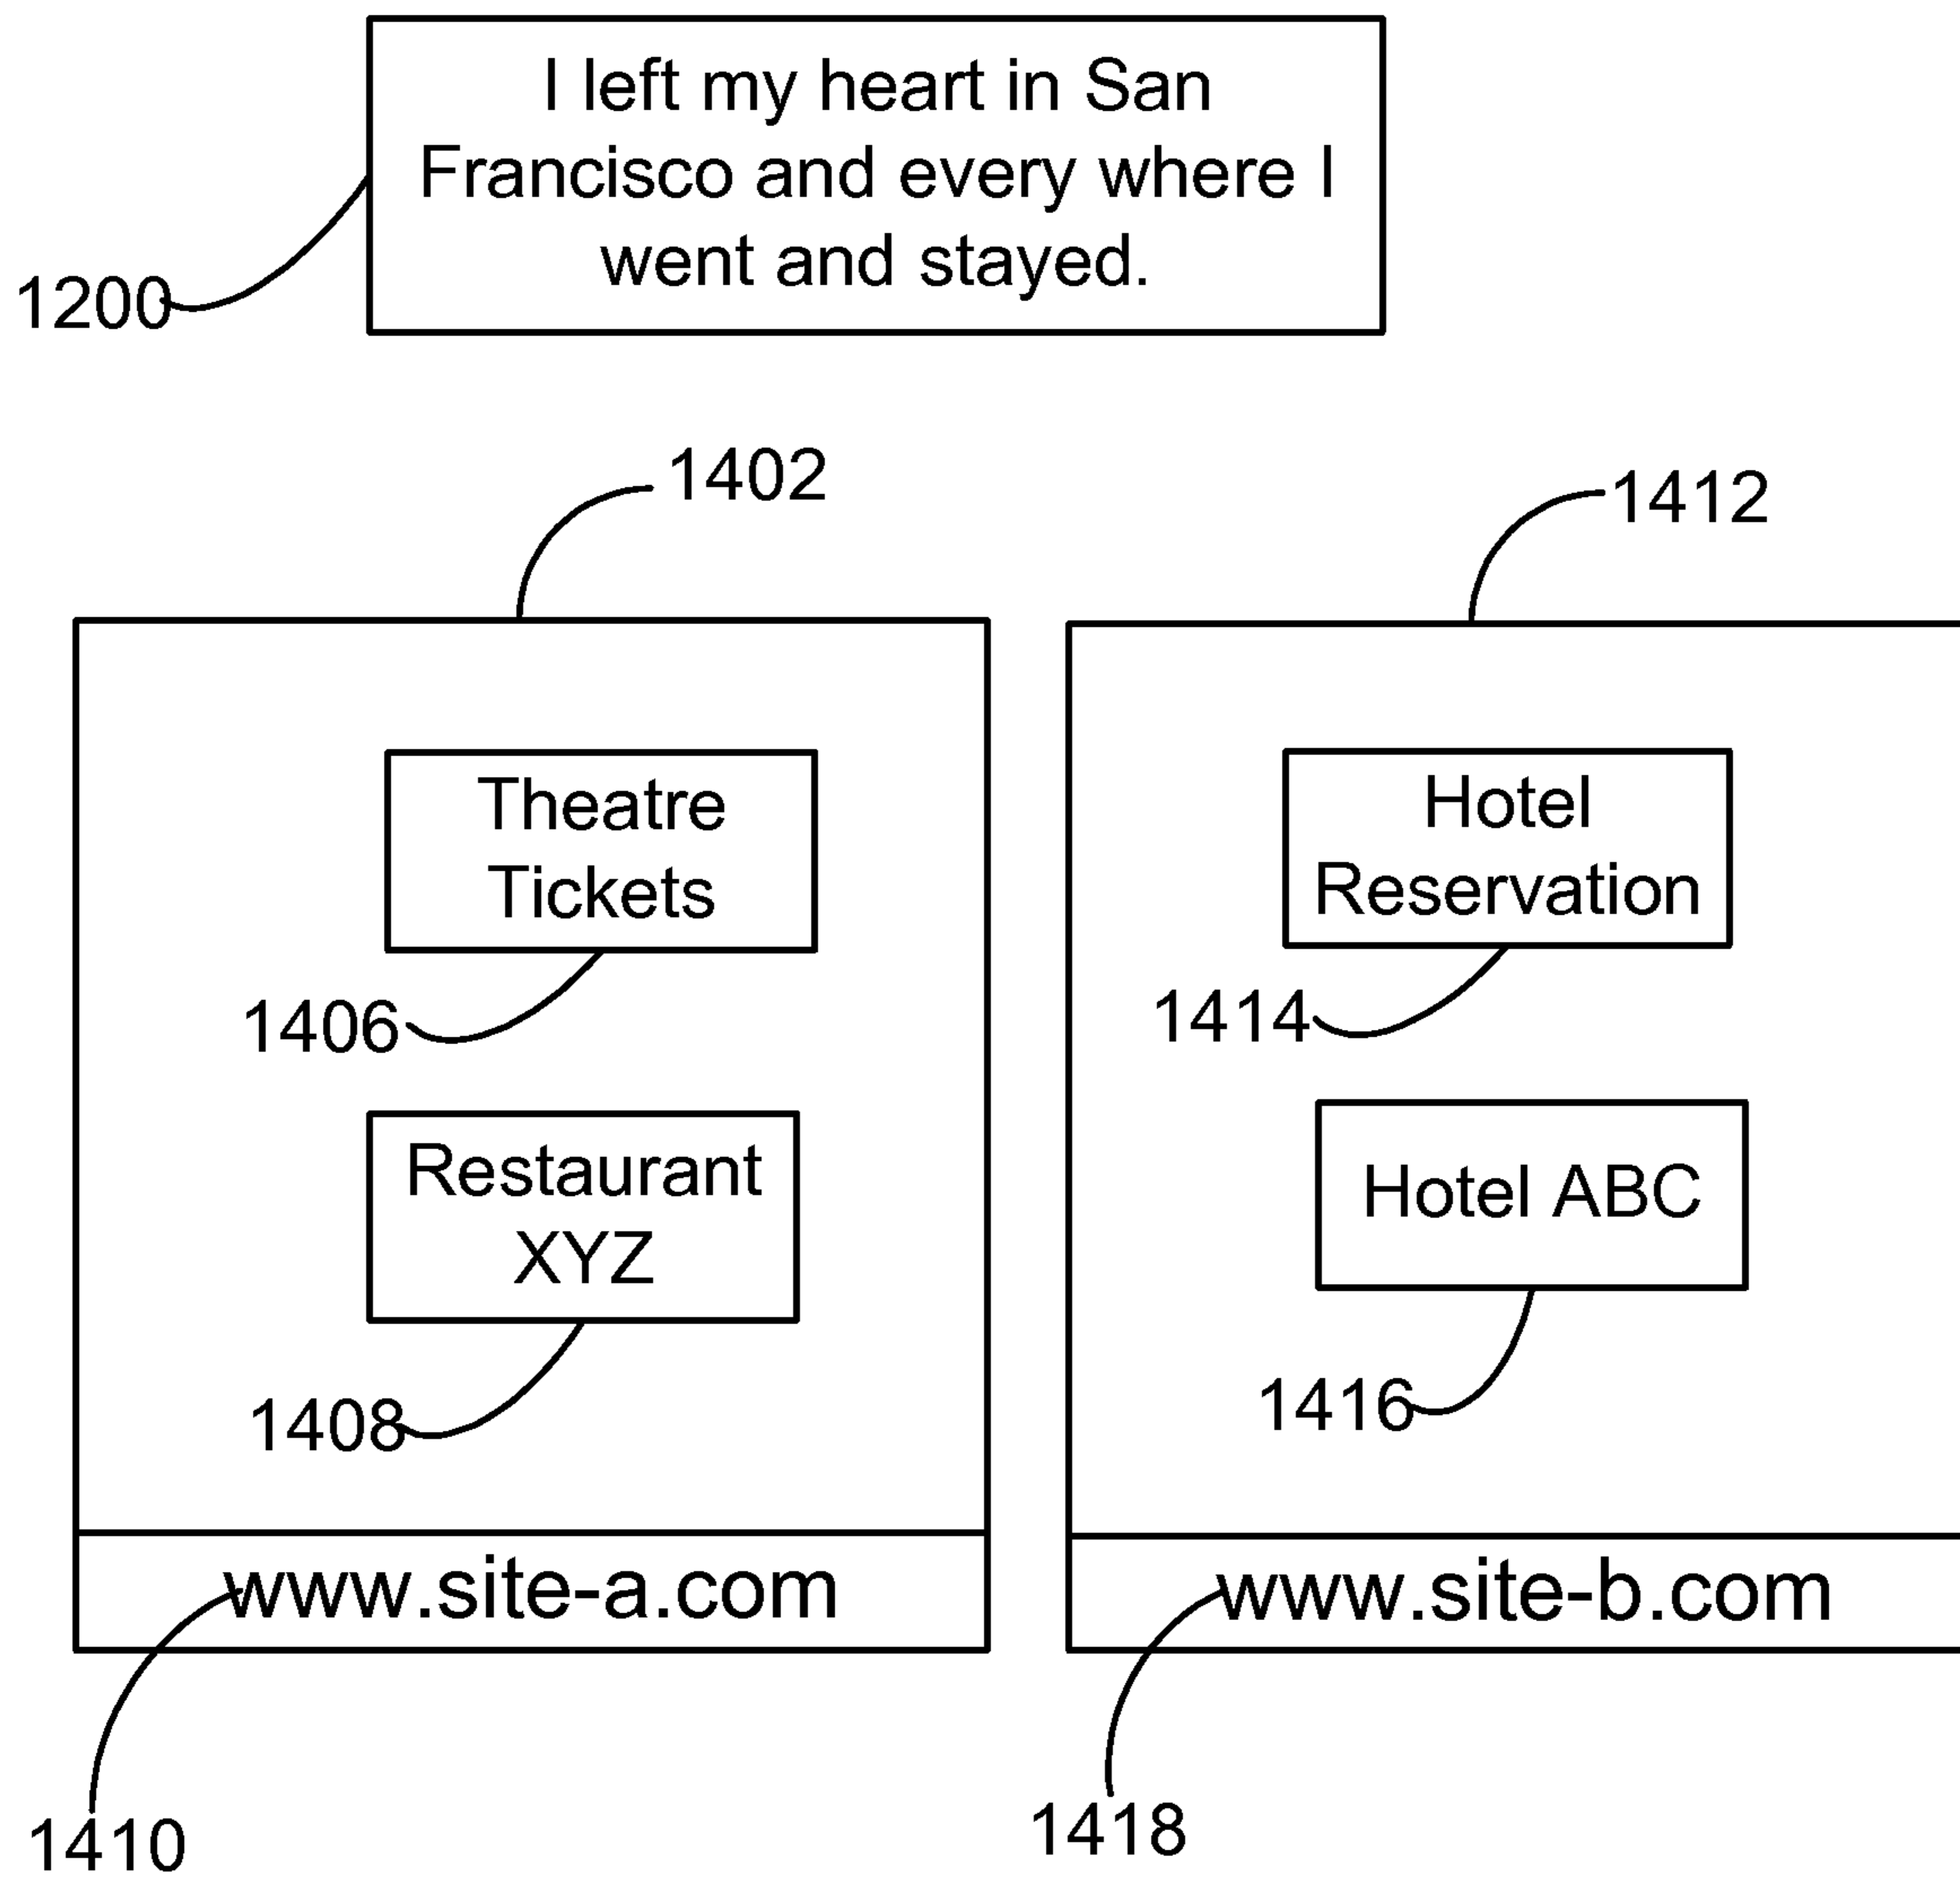 I left my heart in San
Francisco and every where I
went and stayed.
1200
1402
1412
Theatre
Tickets
1406
Restaurant
XYZ
1408
www.site-a.com
1410
Hotel
Reservation
1414
Hotel ABC
1416
www.site-b.com
1418